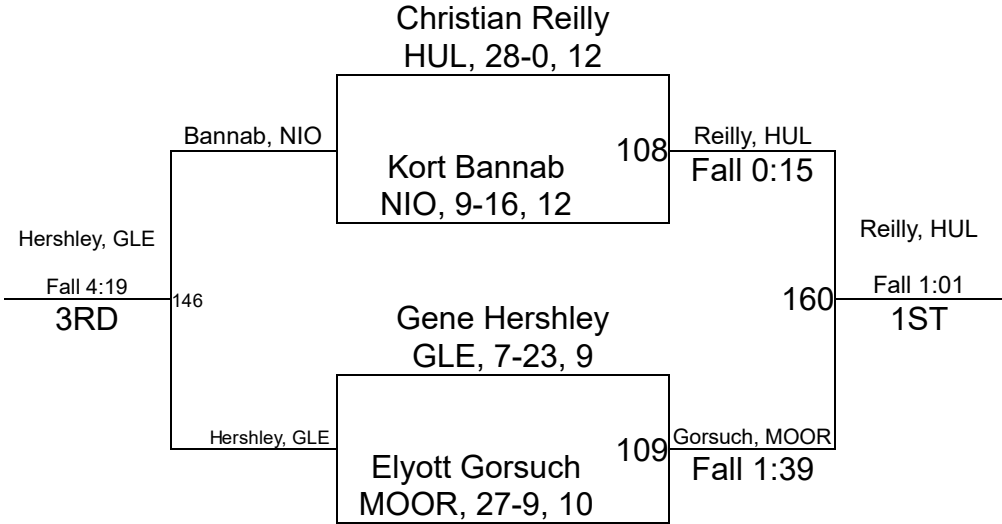 Christian Reilly
HUL, 28-0, 12
Bannab, NIO
Kort Bannab
NIO, 9-16, 12
108
Reilly, HUL
Fall 0:15
Hershley, GLE
Fall 4:19
3RD
146
Reilly, HUL
160
Fall 1:01
1ST
Gene Hershley
GLE, 7-23, 9
Hershley, GLE
Elyott Gorsuch
MOOR, 27-9, 10
109
Gorsuch, MOOR
Fall 1:39